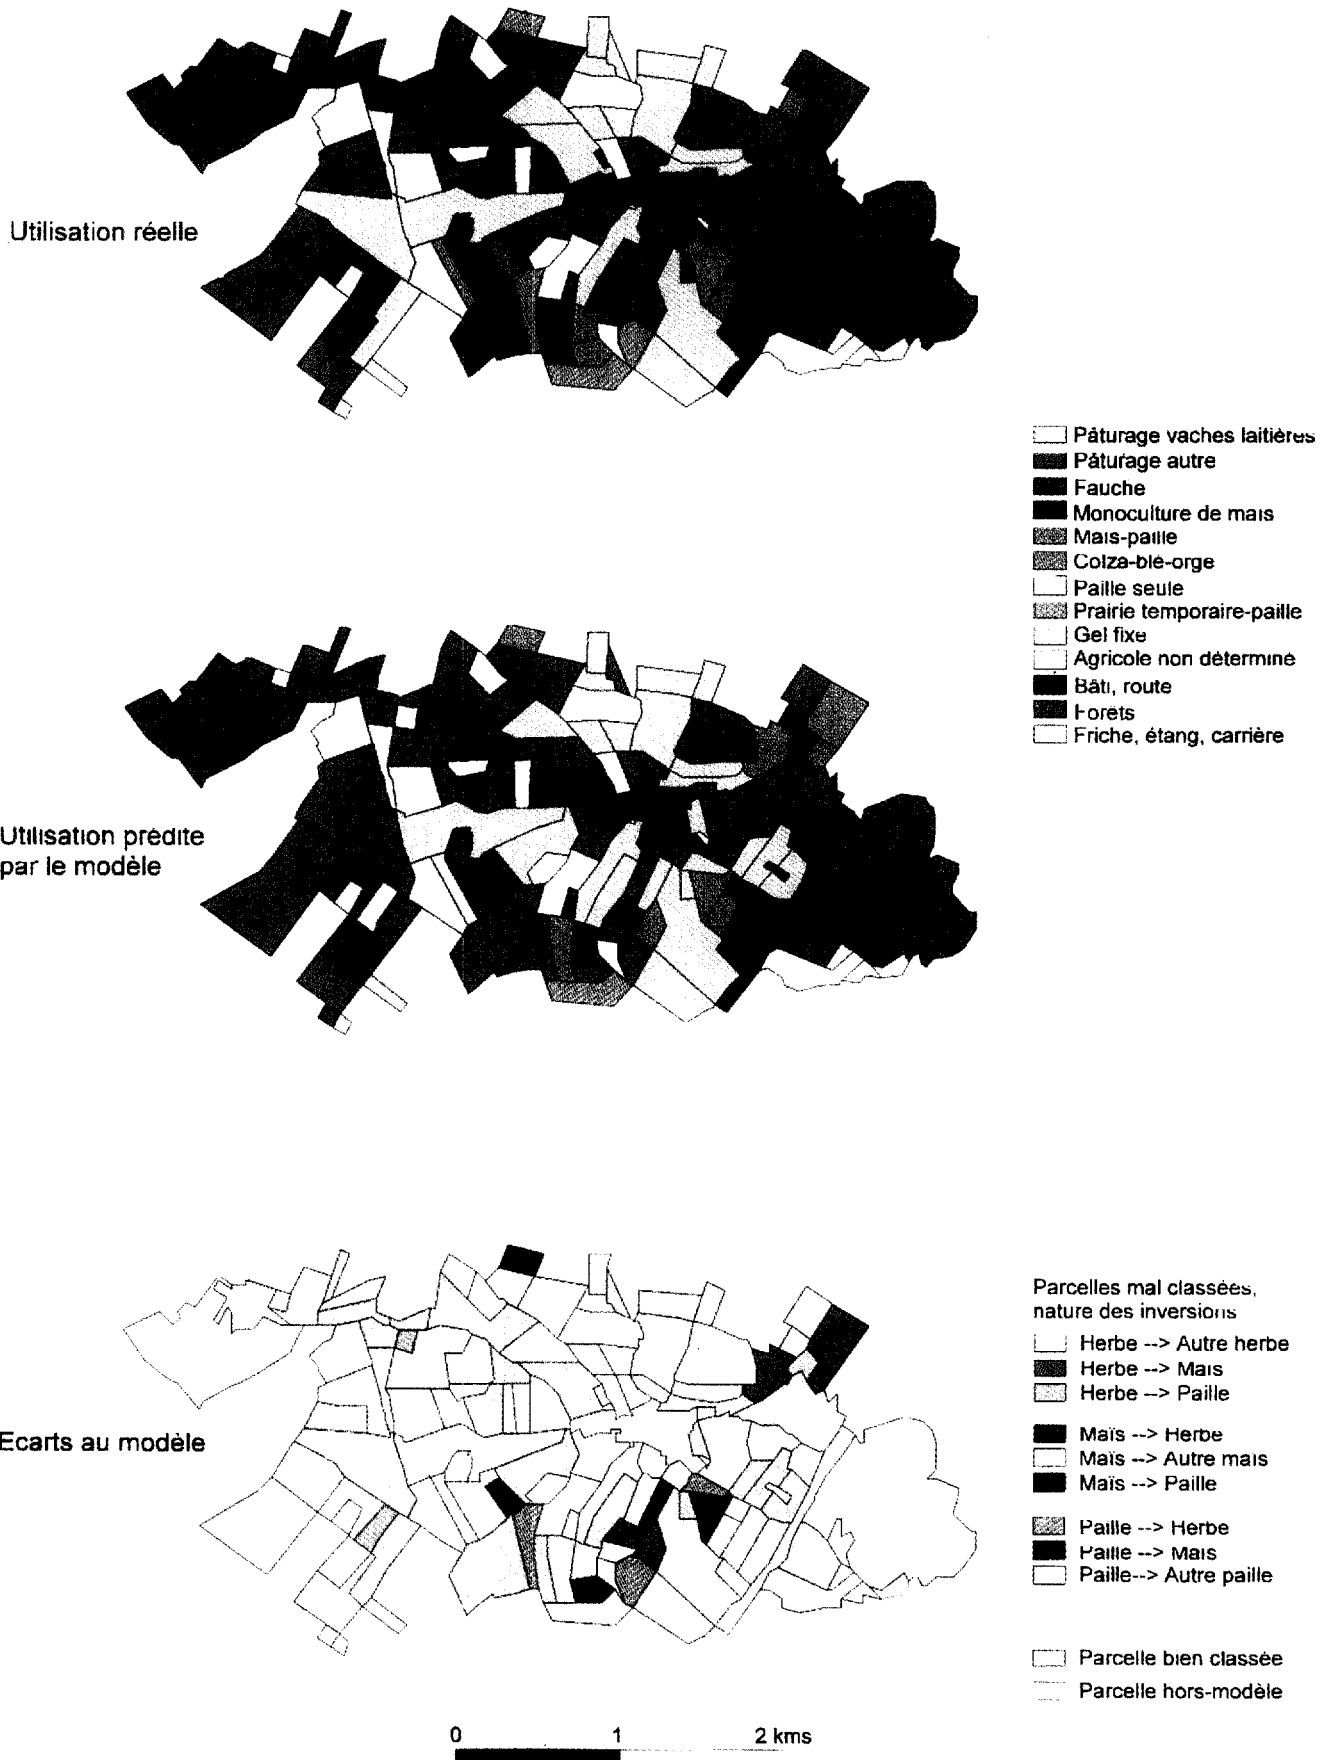 Utilisation réelle
Pâturage vaches laitières
Pâturage autre
Fauche
Monoculture de maïs
Maïs-paille
Colza-blé-orge
Paille seule
Prairie temporaire-paille
Gel fixe
Agricole non déterminé
Bâti, route
Forêts
Friche, étang, carrière
Utilisation prédite
par le modèle
Ecarts au modèle
Parcelles mal classées,
nature des inversions
Herbe --> Autre herbe
Herbe --> Maïs
Herbe --> Paille
Maïs --> Herbe
Maïs --> Autre maïs
Maïs --> Paille
Paille --> Herbe
Paille --> Maïs
Paille--> Autre paille
Parcelle bien classée
Parcelle hors-modèle
0 1 2 kms